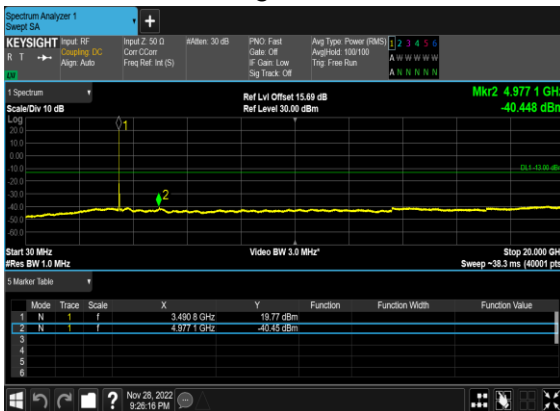 Spectrum Analyzer 1
Swept SA
+
KEYSIGHT Input: RF Input Z: 50 Ω #Atten: 30 dB PNO: Fast Avg Type: Power (RMS) 1 2 3 4 5 6
R T Coupling: DC Corr CCorr Gate: Off Avg|Hold: 100/100 A W W W W W
Align: Auto Freq Ref: Int (S) IF Gain: Low Trig: Free Run
Sig Track: Off A N N N N N
1 Spectrum Ref Lvl Offset 15.69 dB Mkr2 4.977 1 GHz
Scale/Div 10 dB Ref Level 30.00 dBm -40.448 dBm
Log
1
20.0
10.0
0.00
-10.0 DL1 -13.00 dBm
-20.0
-30.0 2
-40.0
-50.0
-60.0
Start 30 MHz Video BW 3.0 MHz* Stop 20.000 GHz
#Res BW 1.0 MHz Sweep ~38.3 ms (40001 pts)
5 Marker Table
Mode Trace Scale X Y Function Function Width Function Value
1 N 1 f 3.490 8 GHz 19.77 dBm
2 N 1 f 4.977 1 GHz -40.45 dBm
3
4
5
6
? Nov 28, 2022
9:26:16 PM